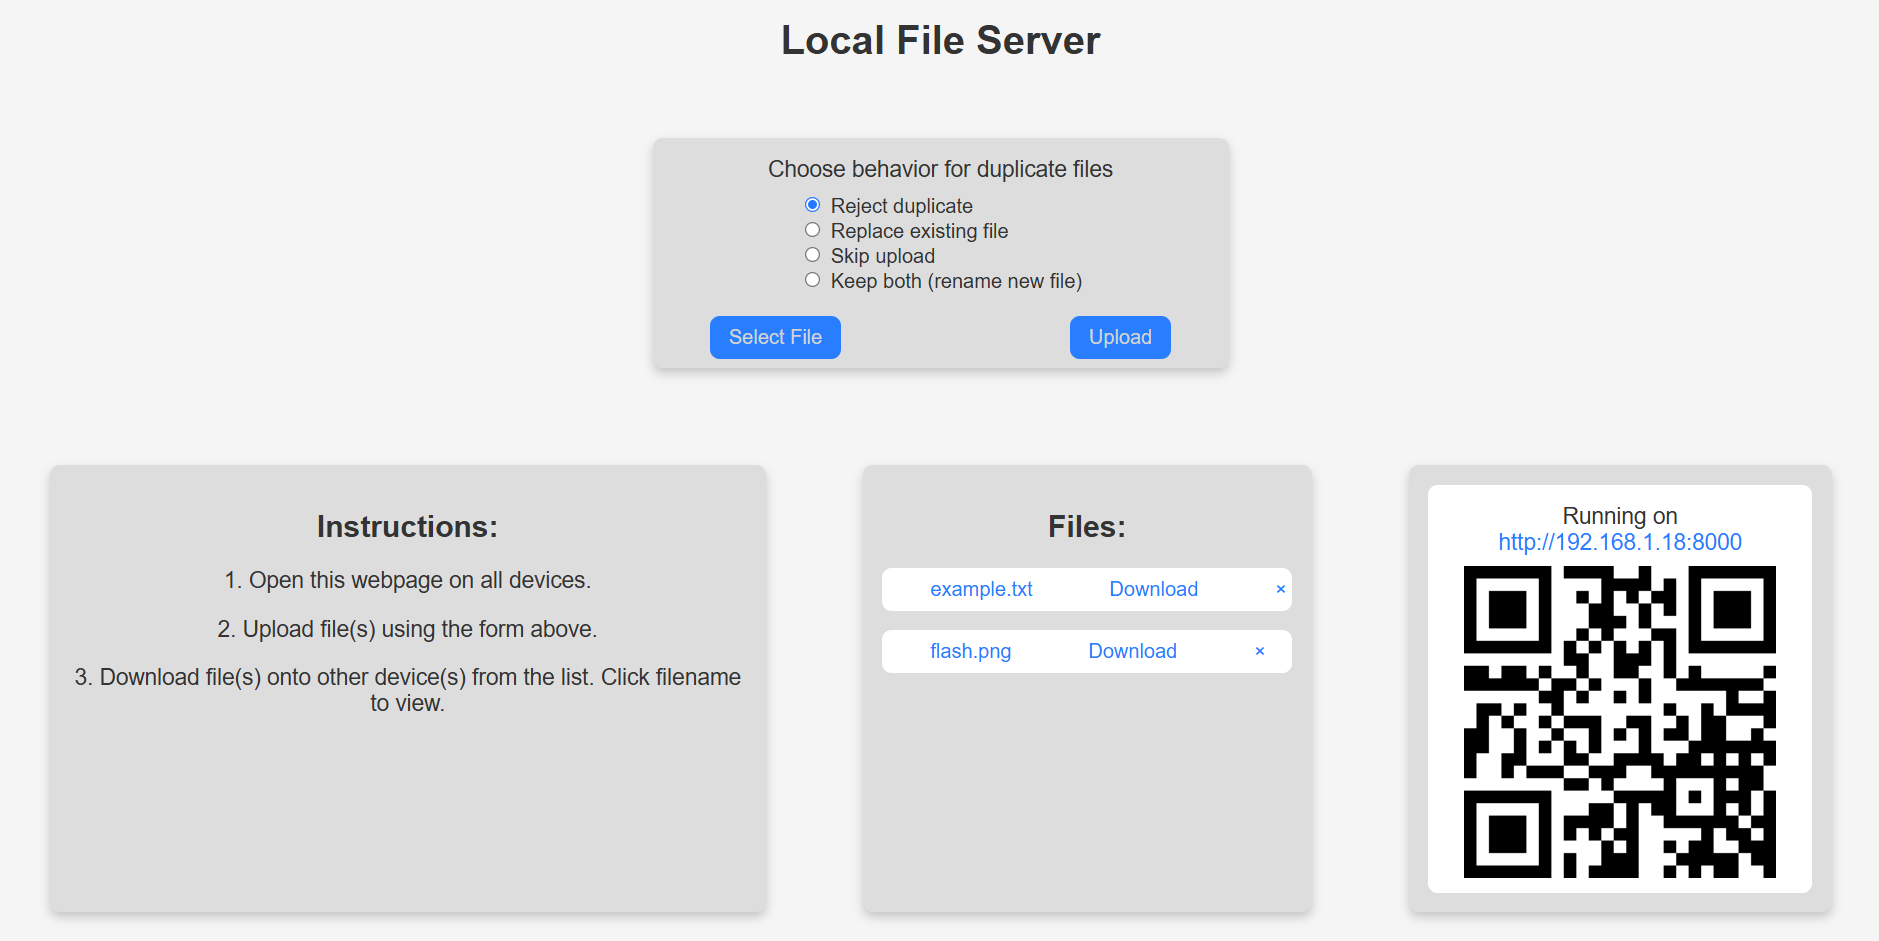 Local File Server
Choose behavior for duplicate files
Reject duplicate
Replace existing file
Skip upload
Keep both (rename new file)
Select File
Upload
Instructions:
1. Open this webpage on all devices.
2. Upload file(s) using the form above.
3. Download file(s) onto other device(s) from the list. Click filename
to view.
Files:
example.txt Download ×
flash.png Download ×
Running on
http://192.168.1.18:8000